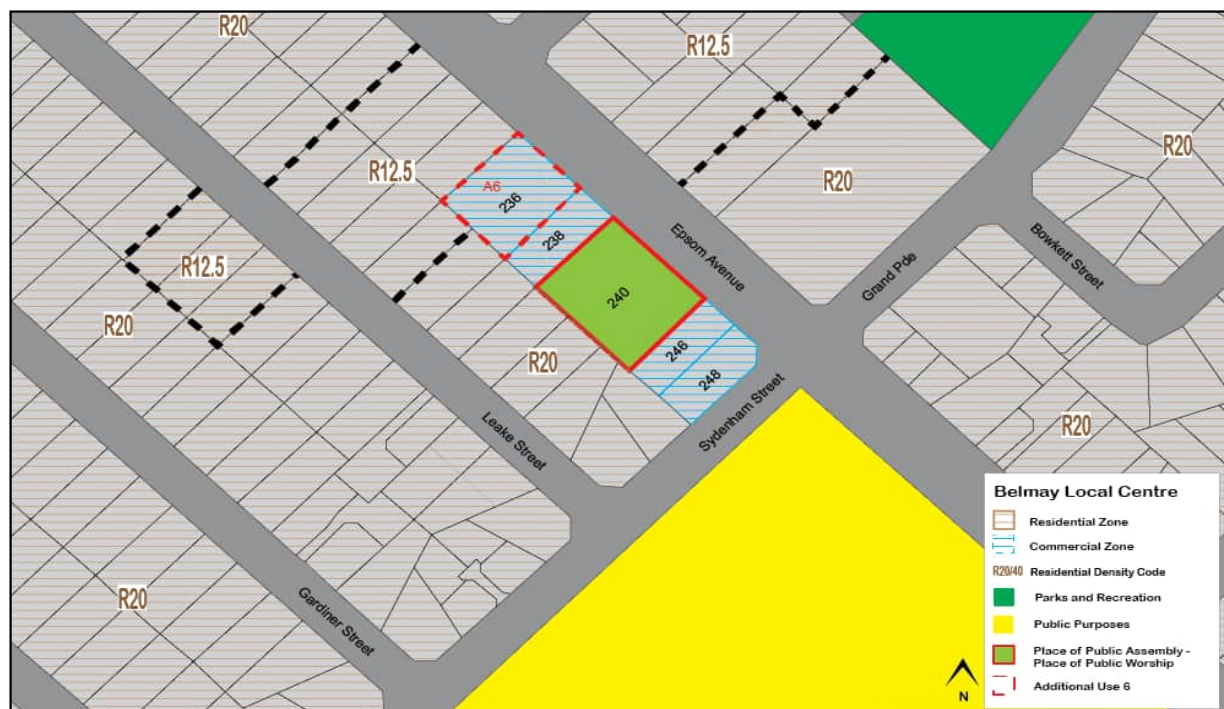 R20
R12.5
R12.5
R20
R20
A6
236
238
240
246
248
Epsom Avenue
Grand Pde
Bowkett Street
R12.5
R20
R20
R20
Leake Street
Sydenham Street
Gardiner Street
R20
Belmay Local Centre
Residential Zone
Commercial Zone
R20/40 Residential Density Code
Parks and Recreation
Public Purposes
Place of Public Assembly -
Place of Public Worship
Additional Use 6
N